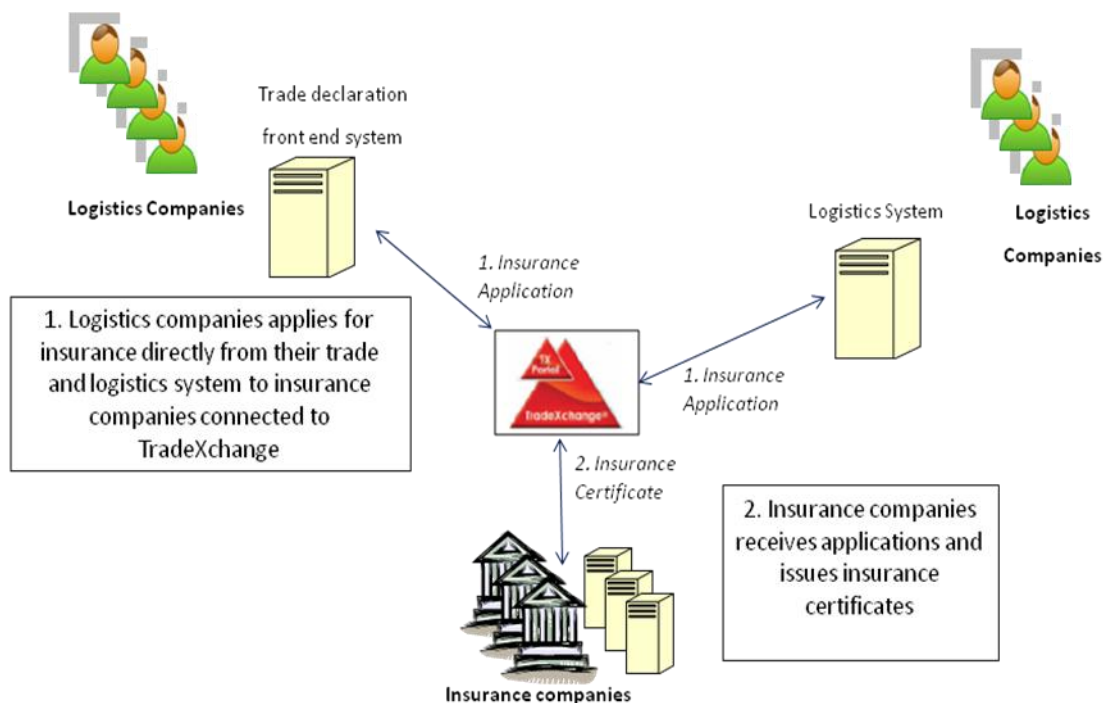 Trade declaration
front end system
Logistics Companies
Logistics System
Logistics
Companies
1. Insurance
Application
1. Logistics companies applies for
insurance directly from their trade
and logistics system to insurance
companies connected to
TradeXchange
TX
Portal
TradeXchange®
1. Insurance
Application
2. Insurance
Certificate
2. Insurance companies
receives applications and
issues insurance
certificates
Insurance companies